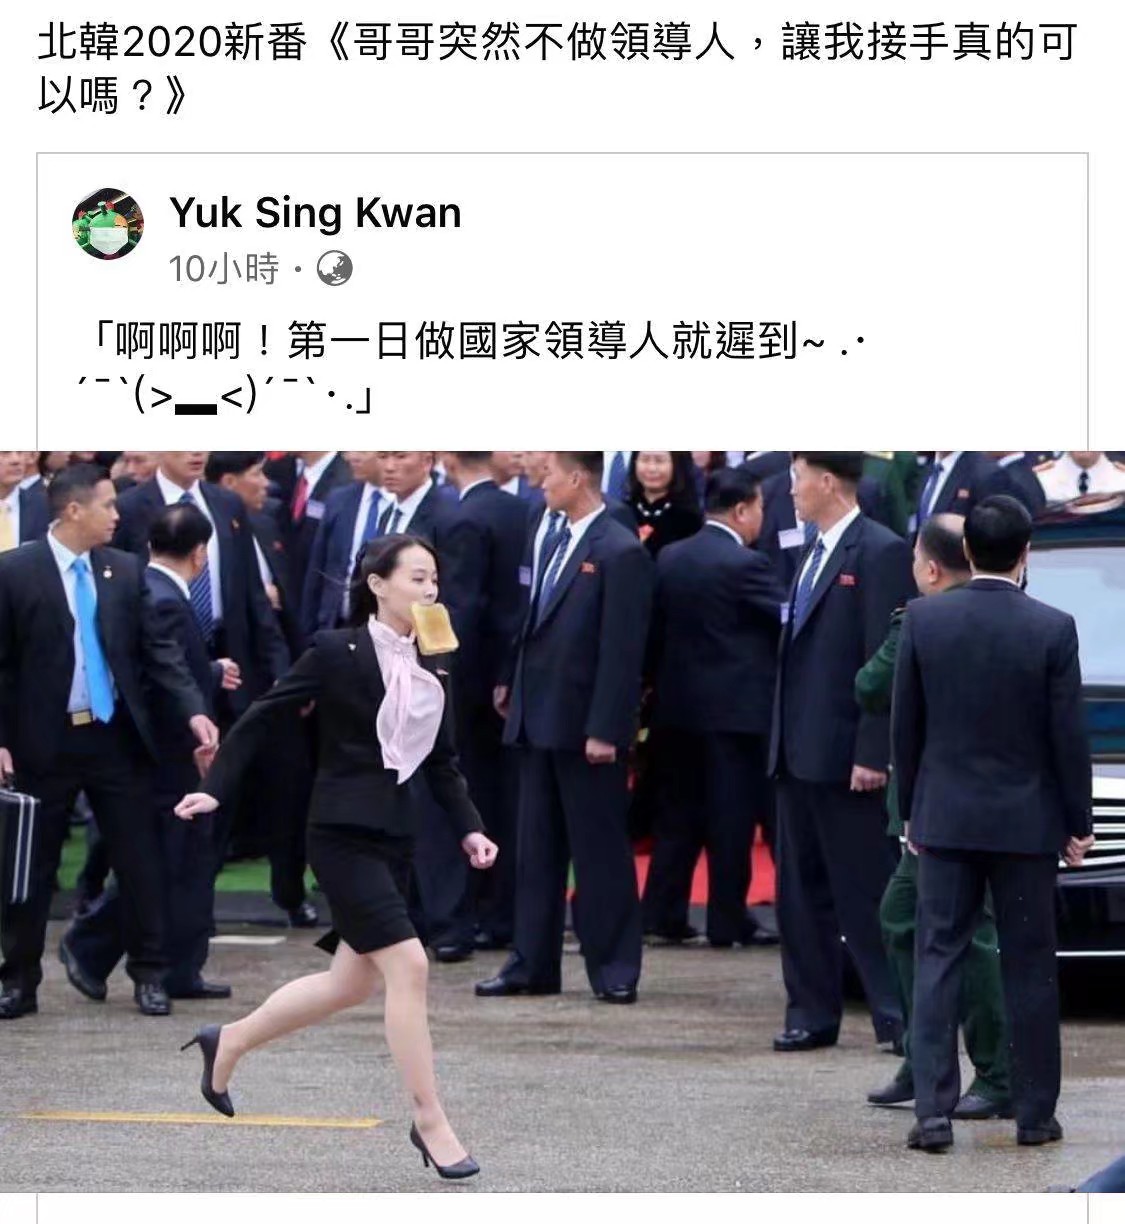 北韓2020新番《哥哥突然不做領導人，讓我接手真的可
以嗎？》
Yuk Sing Kwan
10小時・
「啊啊啊！第一日做國家領導人就遲到~ .·
´¯`(>▂<)´¯`·.」